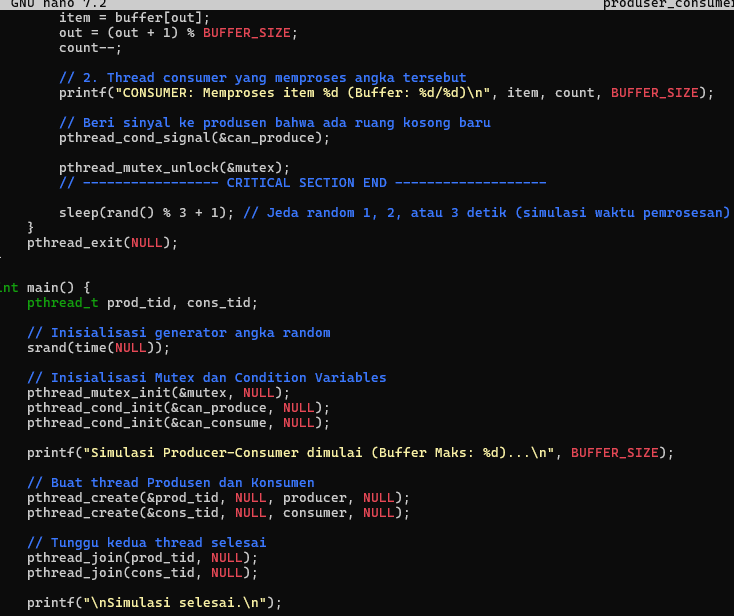 GNU nano 7.2 produser_consumer
        item = buffer[out];
        out = (out + 1) % BUFFER_SIZE;
        count--;

        // 2. Thread consumer yang memproses angka tersebut
        printf("CONSUMER: Memproses item %d (Buffer: %d/%d)\n", item, count, BUFFER_SIZE);

        // Beri sinyal ke produsen bahwa ada ruang kosong baru
        pthread_cond_signal(&can_produce);

        pthread_mutex_unlock(&mutex);
        // ----------------- CRITICAL SECTION END -------------------

        sleep(rand() % 3 + 1); // Jeda random 1, 2, atau 3 detik (simulasi waktu pemrosesan)
    }
    pthread_exit(NULL);

int main() {
    pthread_t prod_tid, cons_tid;

    // Inisialisasi generator angka random
    srand(time(NULL));

    // Inisialisasi Mutex dan Condition Variables
    pthread_mutex_init(&mutex, NULL);
    pthread_cond_init(&can_produce, NULL);
    pthread_cond_init(&can_consume, NULL);

    printf("Simulasi Producer-Consumer dimulai (Buffer Maks: %d)...\n", BUFFER_SIZE);

    // Buat thread Produsen dan Konsumen
    pthread_create(&prod_tid, NULL, producer, NULL);
    pthread_create(&cons_tid, NULL, consumer, NULL);

    // Tunggu kedua thread selesai
    pthread_join(prod_tid, NULL);
    pthread_join(cons_tid, NULL);

    printf("\nSimulasi selesai.\n");